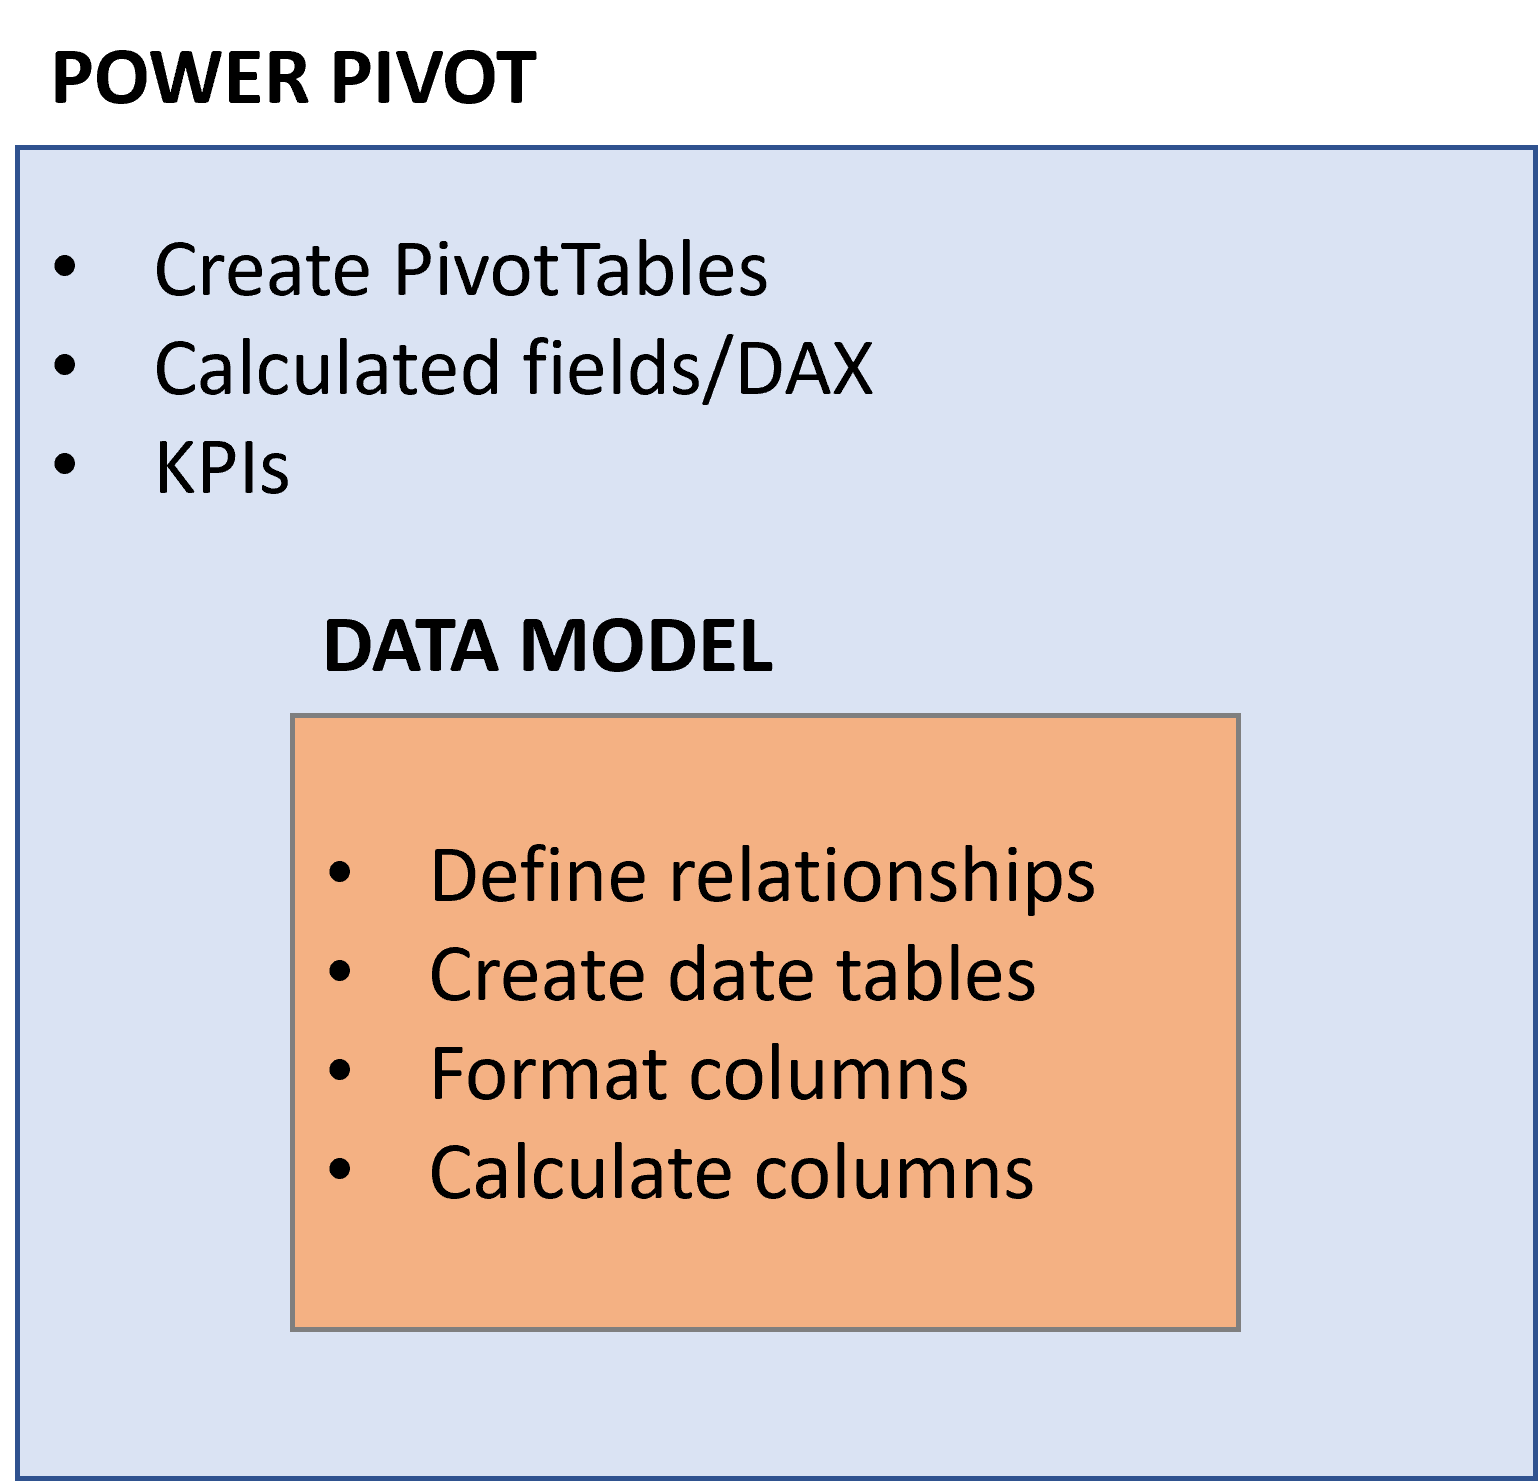 POWER PIVOT
• Create PivotTables
• Calculated fields/DAX
• KPIs
DATA MODEL
• Define relationships
• Create date tables
• Format columns
• Calculate columns